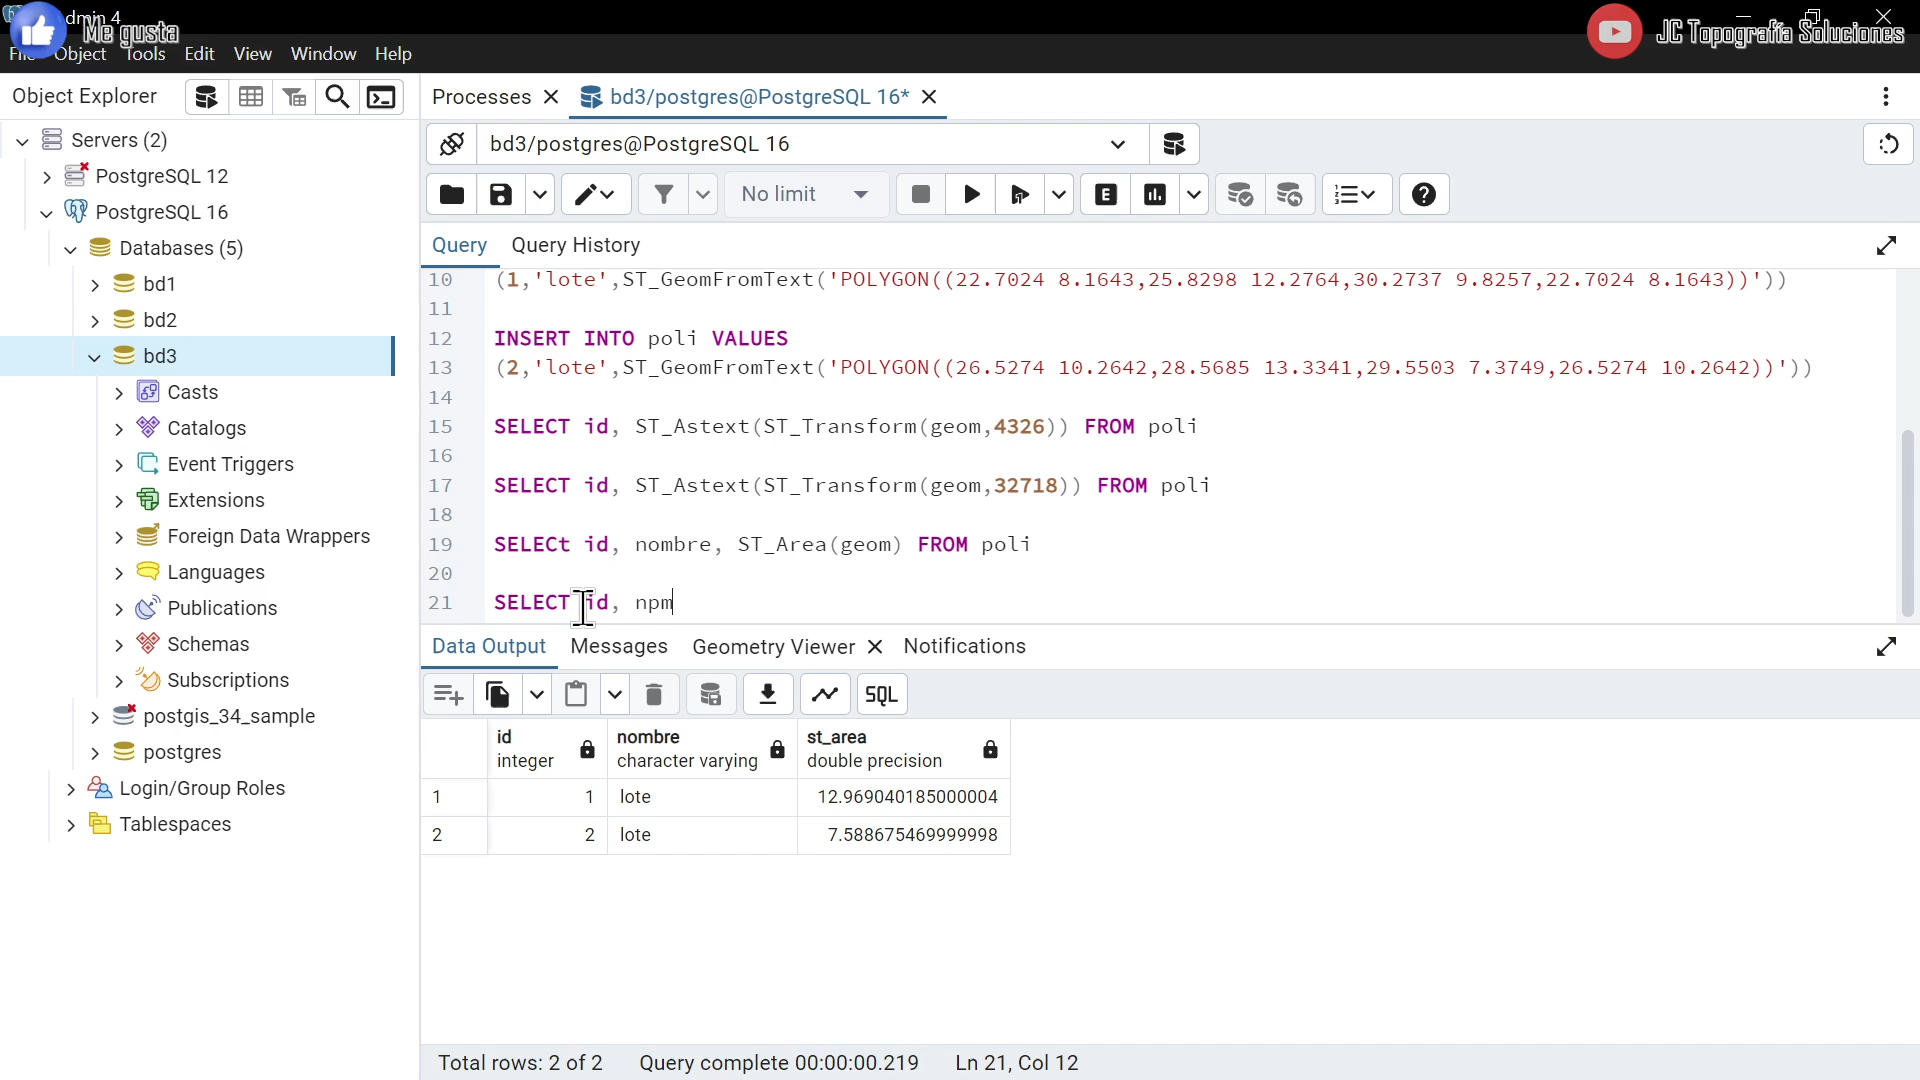 dmin 4
Me gusta
JC Topografía Soluciones
File Object Tools Edit View Window Help
Object Explorer
Processes
bd3/postgres@PostgreSQL 16*
Servers (2)
PostgreSQL 12
PostgreSQL 16
Databases (5)
bd1
bd2
bd3
Casts
Catalogs
Event Triggers
Extensions
Foreign Data Wrappers
Languages
Publications
Schemas
Subscriptions
postgis_34_sample
postgres
Login/Group Roles
Tablespaces
bd3/postgres@PostgreSQL 16
No limit
E
Query Query History
10 (1,'lote',ST_GeomFromText('POLYGON((22.7024 8.1643,25.8298 12.2764,30.2737 9.8257,22.7024 8.1643))'))
11
12 INSERT INTO poli VALUES
13 (2,'lote',ST_GeomFromText('POLYGON((26.5274 10.2642,28.5685 13.3341,29.5503 7.3749,26.5274 10.2642))'))
14
15 SELECT id, ST_Astext(ST_Transform(geom,4326)) FROM poli
16
17 SELECT id, ST_Astext(ST_Transform(geom,32718)) FROM poli
18
19 SELECt id, nombre, ST_Area(geom) FROM poli
20
21 SELECT id, npm
Data Output Messages Geometry Viewer Notifications
SQL
id nombre st_area
integer character varying double precision
1 1 lote 12.969040185000004
2 2 lote 7.588675469999998
Total rows: 2 of 2 Query complete 00:00:00.219 Ln 21, Col 12